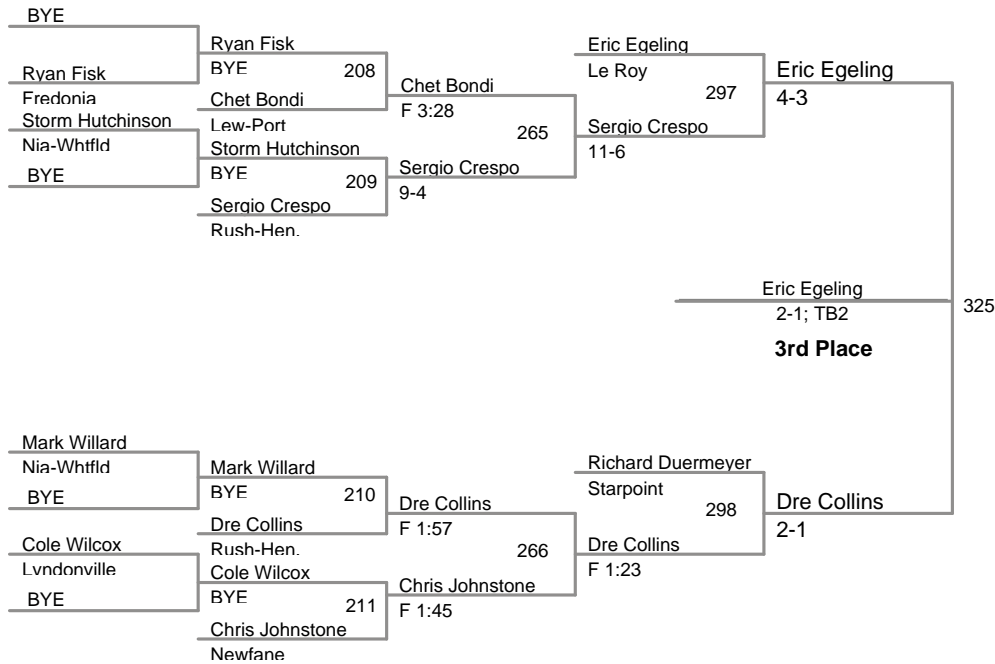 BYE
Ryan Fisk
Fredonia
Storm Hutchinson
Nia-Whtfld
BYE
Ryan Fisk
BYE
208
Chet Bondi
Lew-Port
Storm Hutchinson
BYE
209
Sergio Crespo
Rush-Hen.
Chet Bondi
F 3:28
265
Sergio Crespo
9-4
Eric Egeling
Le Roy
297
Sergio Crespo
11-6
Eric Egeling
4-3
Eric Egeling
2-1; TB2
3rd Place
325
Mark Willard
Nia-Whtfld
BYE
Cole Wilcox
Lyndonville
BYE
Mark Willard
BYE
210
Dre Collins
Rush-Hen.
Cole Wilcox
BYE
211
Chris Johnstone
Newfane
Dre Collins
F 1:57
266
Chris Johnstone
F 1:45
Richard Duermeyer
Starpoint
298
Dre Collins
F 1:23
Dre Collins
2-1